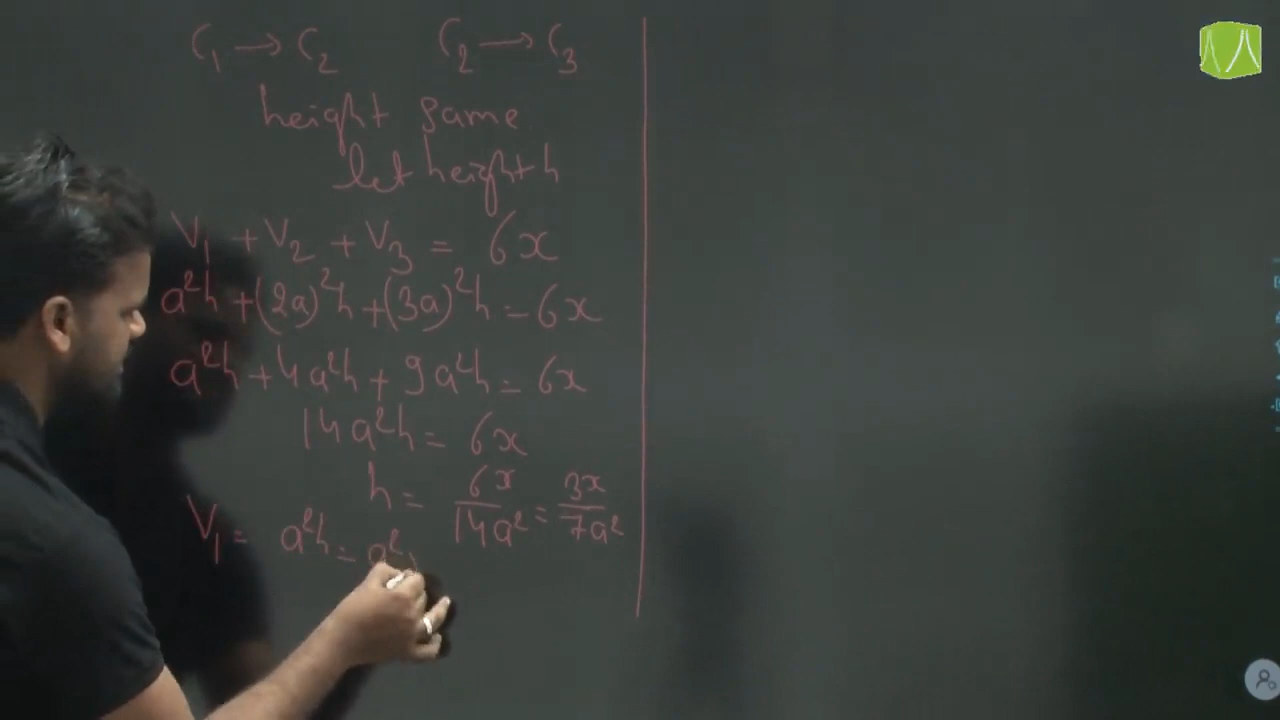 C₁ → C₂ C₂ → C₃
height same
let height h
V₁ + V₂ + V₃ = 6x
a²h + (2a)²h + (3a)²h = 6x
a²h + 4a²h + 9a²h = 6x
14a²h = 6x
h = 6x/14a² = 3x/7a²
V₁ = a²h = a²